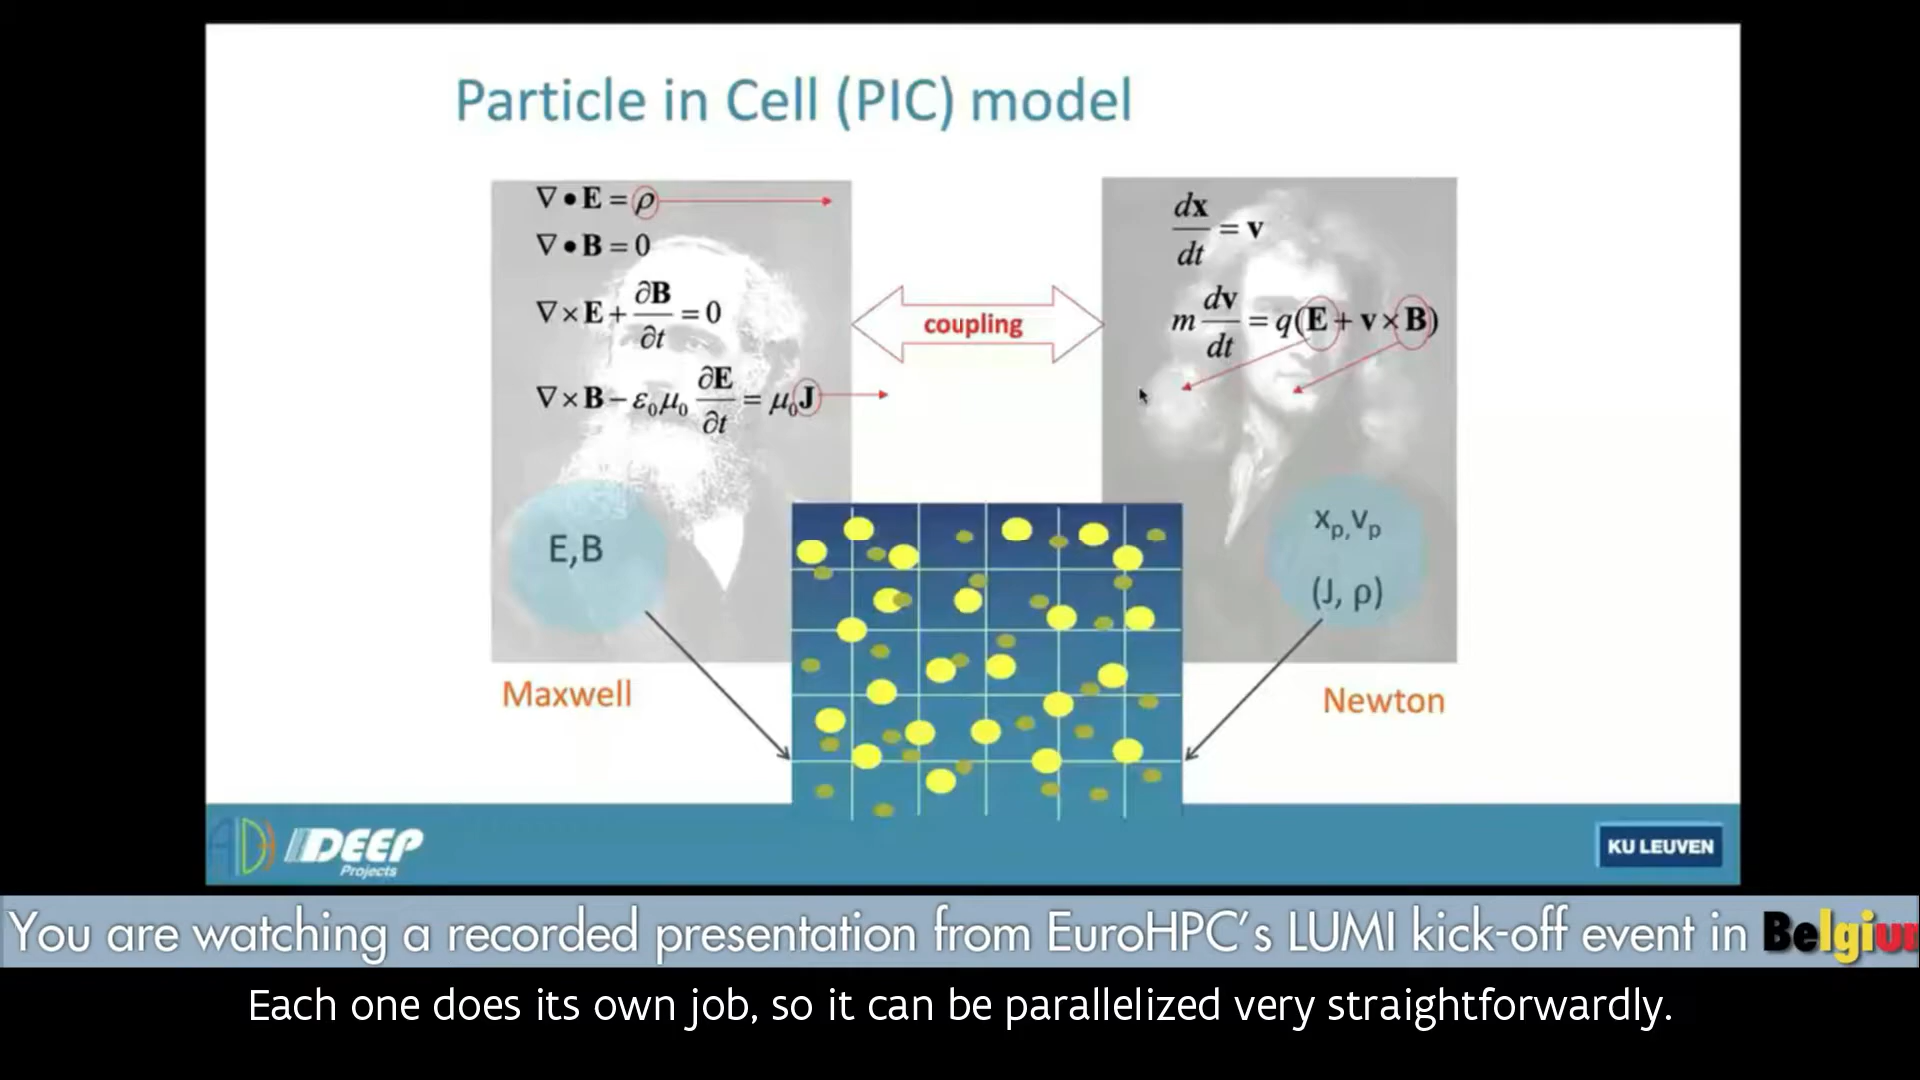 Particle in Cell (PIC) model
∇ • E = ρ
∇ • B = 0
∇ × E + ∂B/∂t = 0
∇ × B − ε₀μ₀ ∂E/∂t = μ₀J
coupling
dx/dt = v
m dv/dt = q(E + v × B)
E,B
xₚ,vₚ
(J, ρ)
Maxwell
Newton
DEEP
Projects
KU LEUVEN
You are watching a recorded presentation from EuroHPC's LUMI kick-off event in Belgiu
Each one does its own job, so it can be parallelized very straightforwardly.